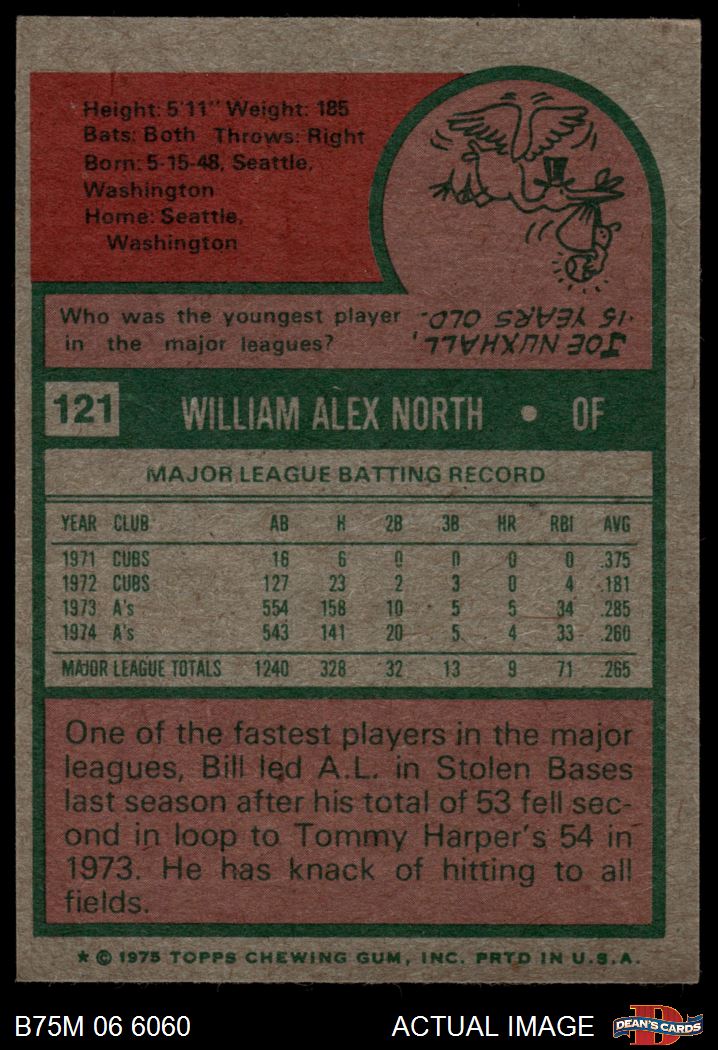 Height: 5'11" Weight: 185
Bats: Both Throws: Right
Born: 5-15-48, Seattle,
Washington
Home: Seattle,
Washington
Who was the youngest player
in the major leagues?
JOE NUXHALL,
15 YEARS OLD.
121 WILLIAM ALEX NORTH • OF
MAJOR LEAGUE BATTING RECORD
YEAR CLUB AB H 2B 3B HR RBI AVG
1971 CUBS 16 6 0 0 0 0 .375
1972 CUBS 127 23 2 3 0 4 .181
1973 A's 554 158 10 5 5 34 .285
1974 A's 543 141 20 5 4 33 .260
MAJOR LEAGUE TOTALS 1240 328 32 13 9 71 .265
One of the fastest players in the major
leagues, Bill led A.L. in Stolen Bases
last season after his total of 53 fell sec-
ond in loop to Tommy Harper's 54 in
1973. He has knack of hitting to all
fields.
* © 1975 TOPPS CHEWING GUM, INC. PRTD IN U.S.A.
B75M 06 6060 ACTUAL IMAGE DEAN'S CARDS